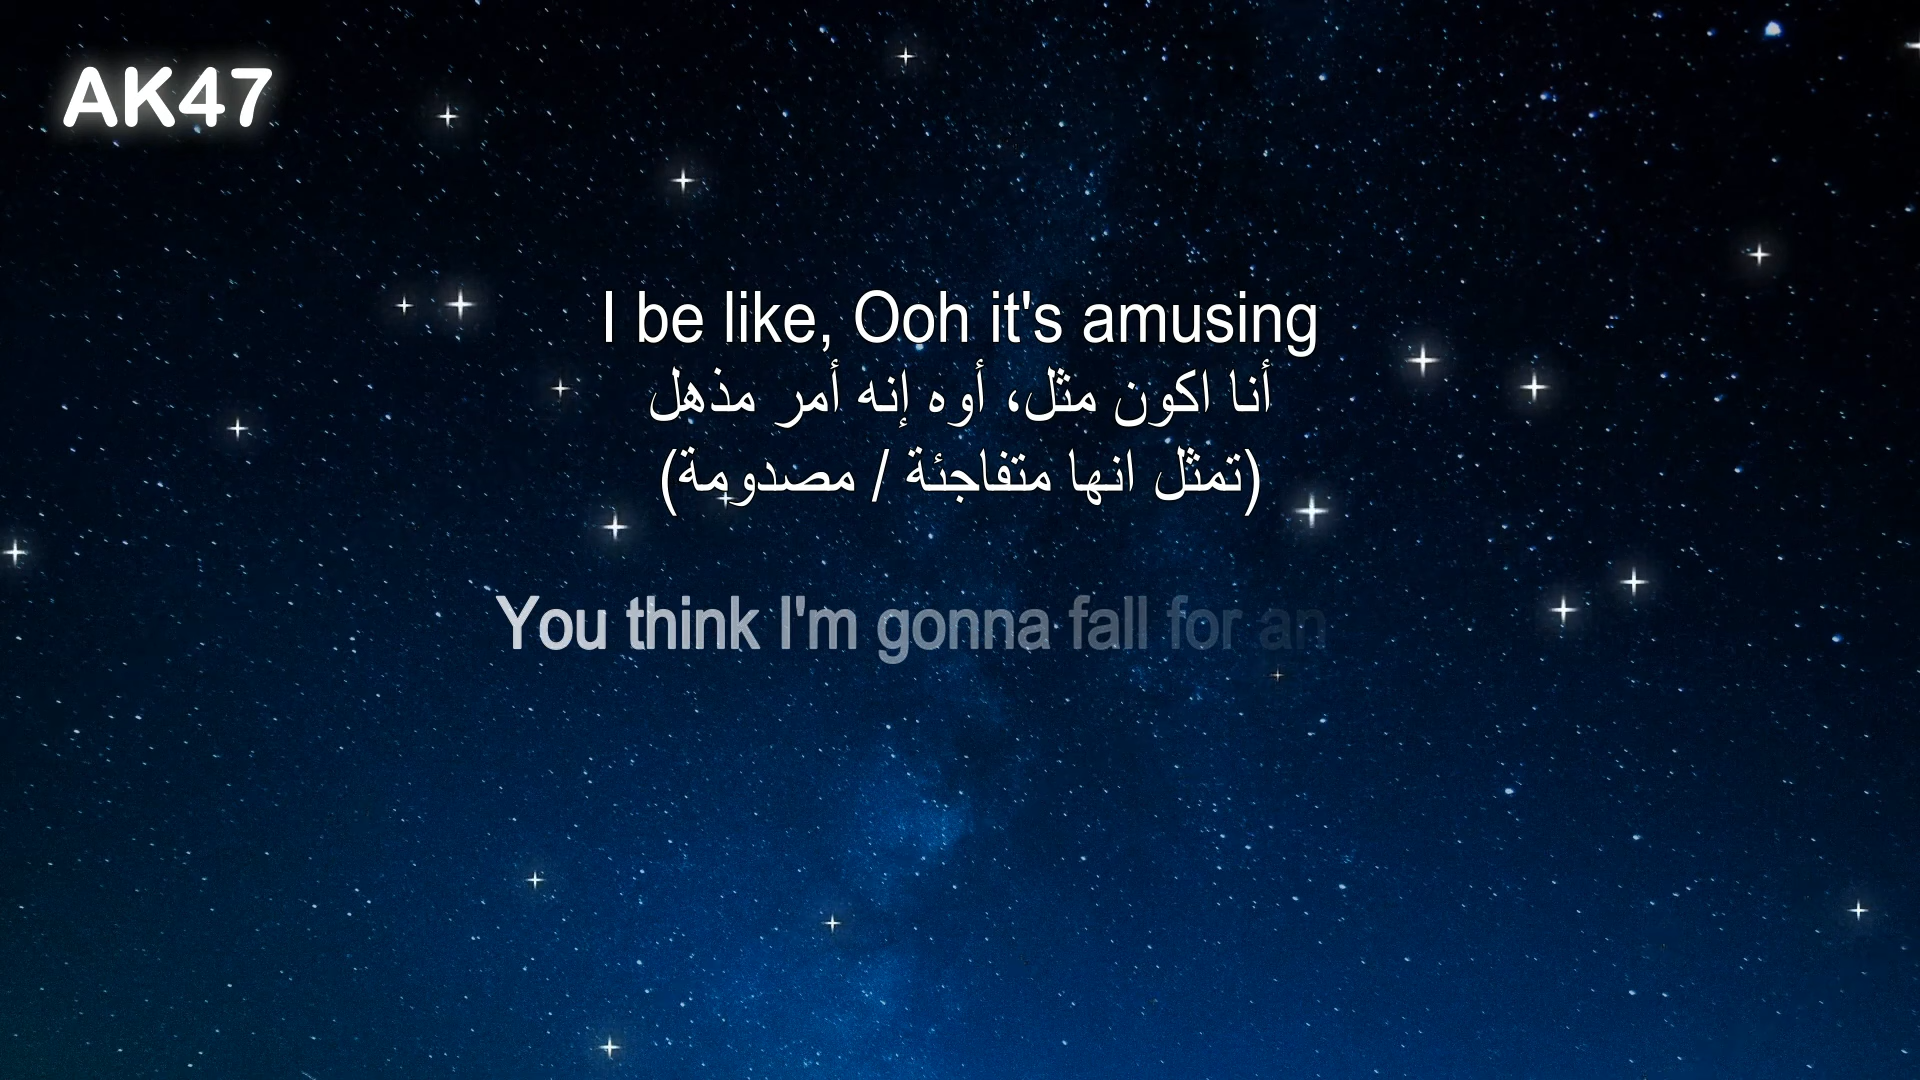 AK47
I be like, Ooh it's amusing
أنا اكون مثل، أوه إنه أمر مذهل
(تمثل انها متفاجئة / مصدومة)
You think I'm gonna fall for an